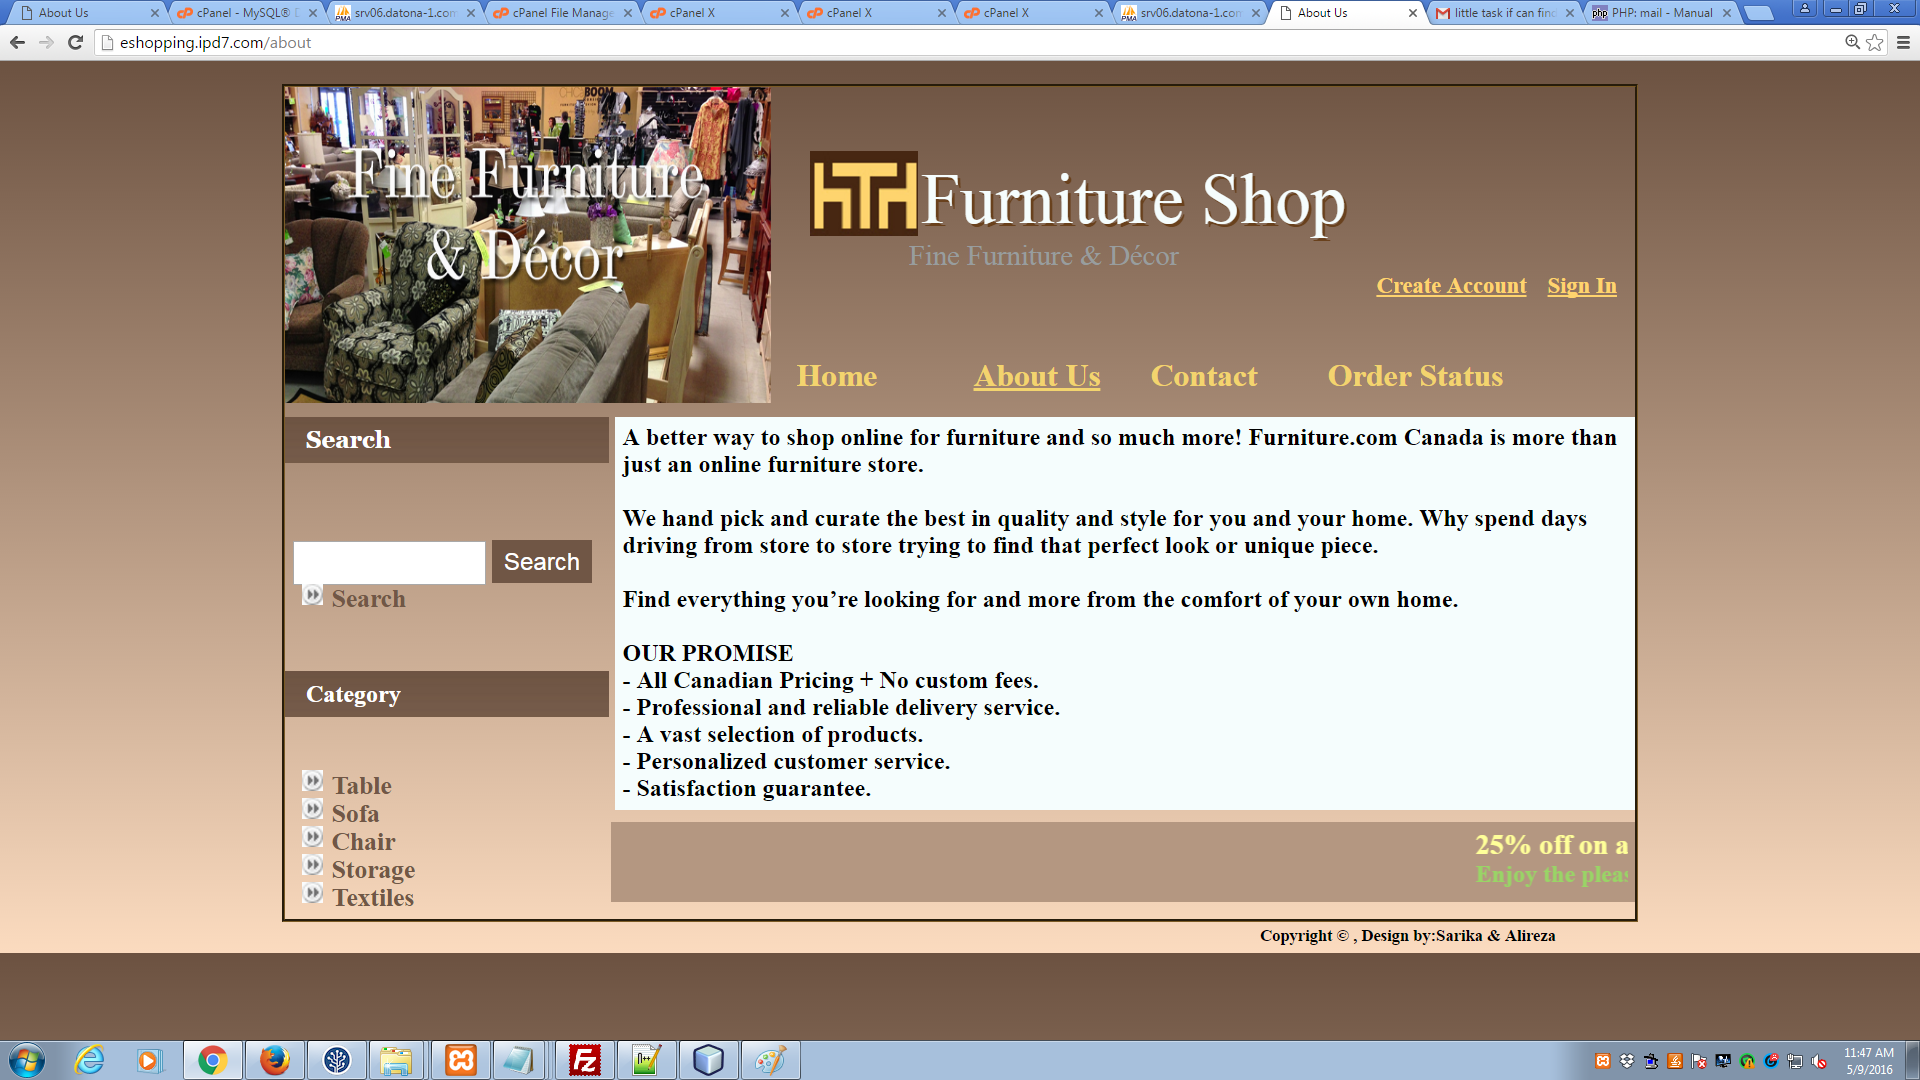 About Us
cPanel - MySQL® D
srv06.datona-1.com
cPanel File Manage
cPanel X
cPanel X
cPanel X
srv06.datona-1.com
About Us
little task if can find
PHP: mail - Manual
eshopping.ipd7.com/about
BOOM
Fine Furniture
& Décor
HTH
Furniture Shop
Fine Furniture & Décor
Create Account Sign In
Home About Us Contact Order Status
Search
Search
Search
Category
Table
Sofa
Chair
Storage
Textiles
A better way to shop online for furniture and so much more! Furniture.com Canada is more than
just an online furniture store.
We hand pick and curate the best in quality and style for you and your home. Why spend days
driving from store to store trying to find that perfect look or unique piece.
Find everything you’re looking for and more from the comfort of your own home.
OUR PROMISE
- All Canadian Pricing + No custom fees.
- Professional and reliable delivery service.
- A vast selection of products.
- Personalized customer service.
- Satisfaction guarantee.
25% off on a
Enjoy the pleas
Copyright © , Design by:Sarika & Alireza
11:47 AM
5/9/2016